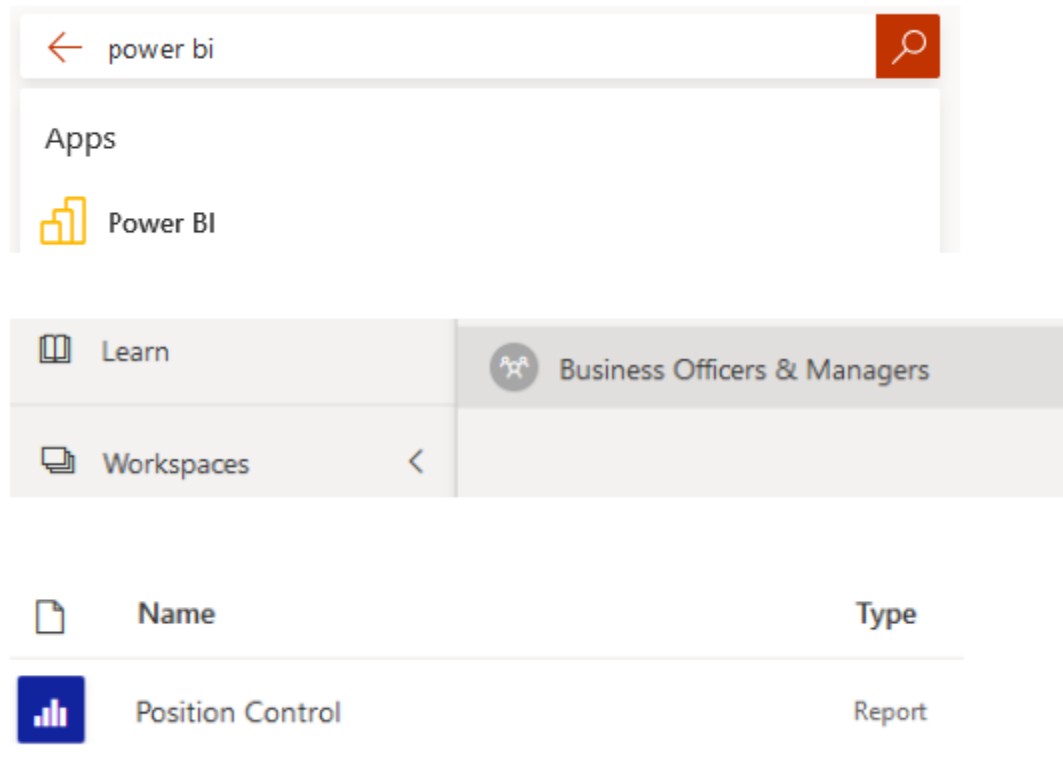 power bi
Apps
Power BI
Learn
Business Officers & Managers
Workspaces
Name Type
Position Control Report